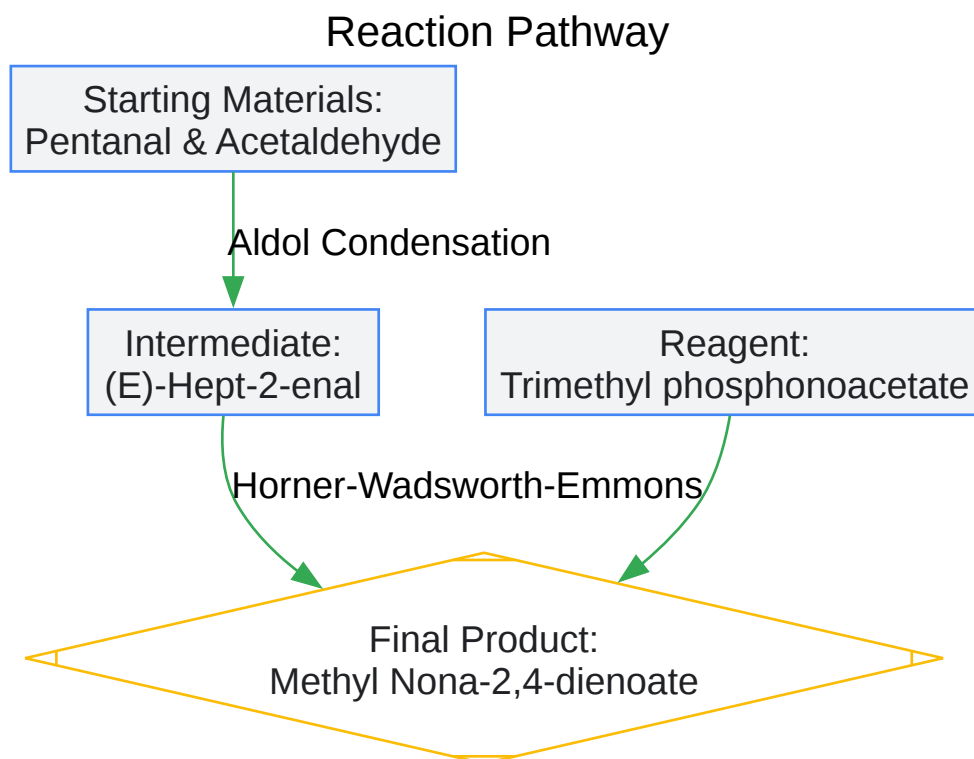 Reaction Pathway
Starting Materials:
Pentanal & Acetaldehyde
Aldol Condensation
Intermediate:
(E)-Hept-2-enal
Reagent:
Trimethyl phosphonoacetate
Horner-Wadsworth-Emmons
Final Product:
Methyl Nona-2,4-dienoate